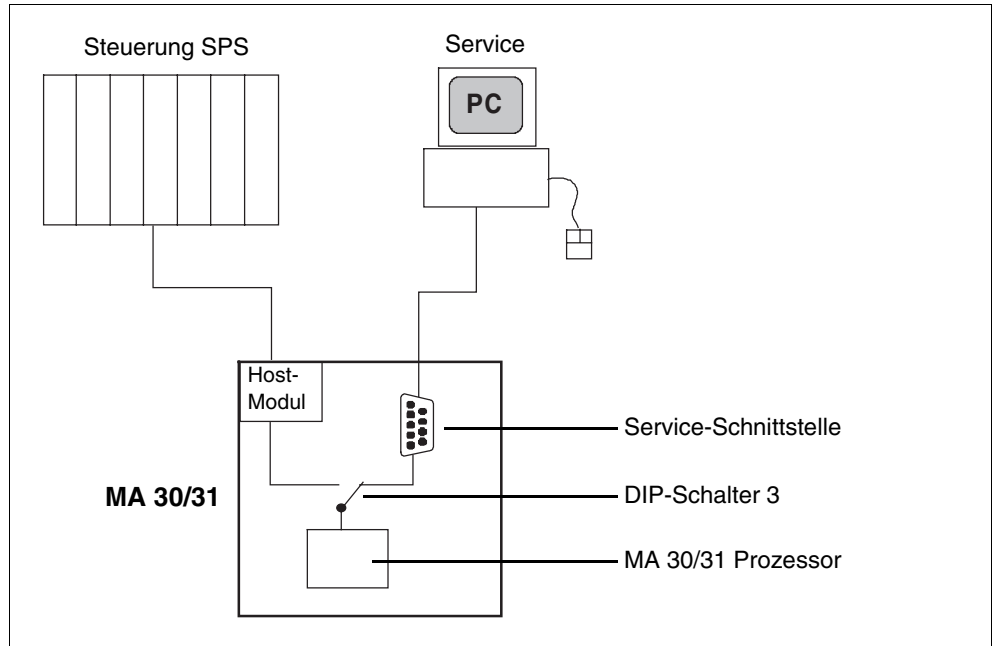 Steuerung SPS
Service
PC
Host-
Modul
Service-Schnittstelle
MA 30/31
DIP-Schalter 3
MA 30/31 Prozessor